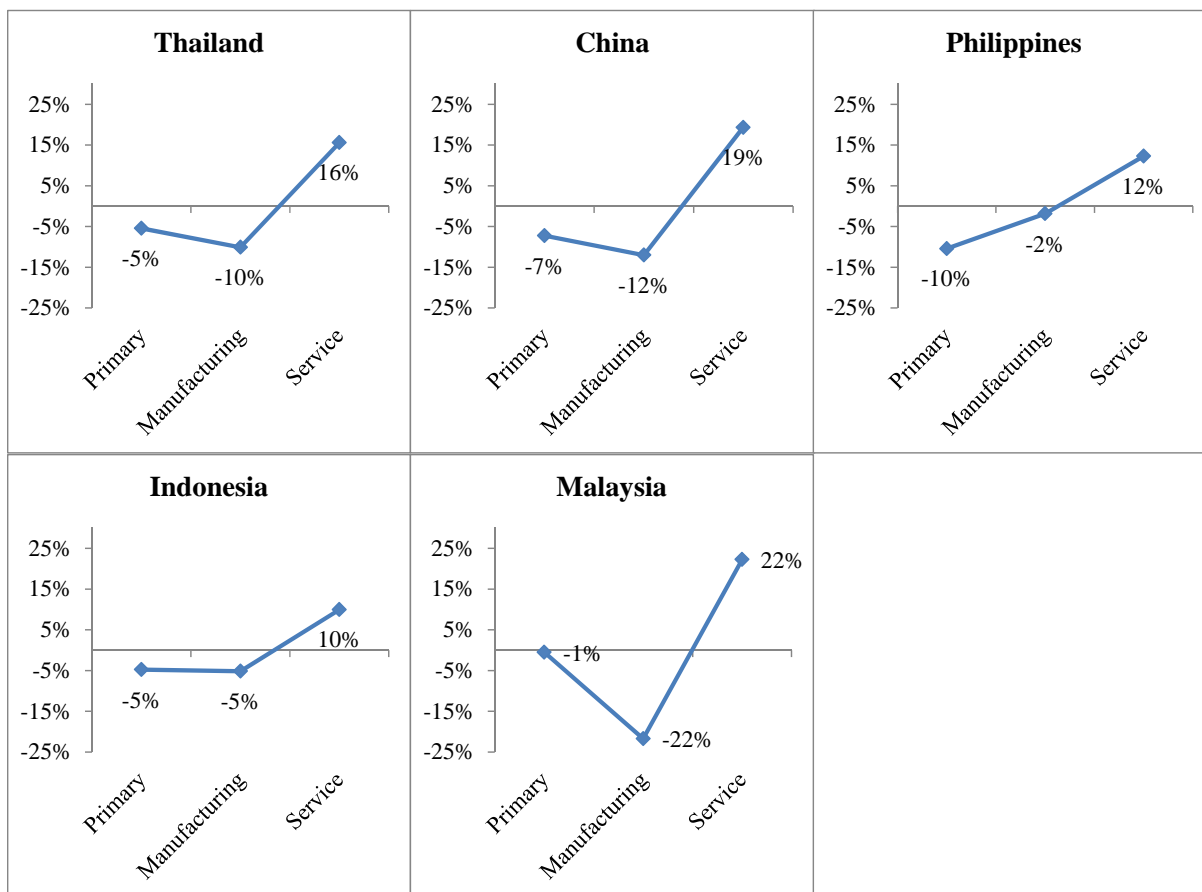 Thailand
25%
15%
5%
-5%
-15%
-25%
-5%
-10%
16%
Primary
Manufacturing
Service
China
25%
15%
5%
-5%
-15%
-25%
-7%
-12%
19%
Primary
Manufacturing
Service
Philippines
25%
15%
5%
-5%
-15%
-25%
-10%
-2%
12%
Primary
Manufacturing
Service
Indonesia
25%
15%
5%
-5%
-15%
-25%
-5%
-5%
10%
Primary
Manufacturing
Service
Malaysia
25%
15%
5%
-5%
-15%
-25%
-1%
-22%
22%
Primary
Manufacturing
Service